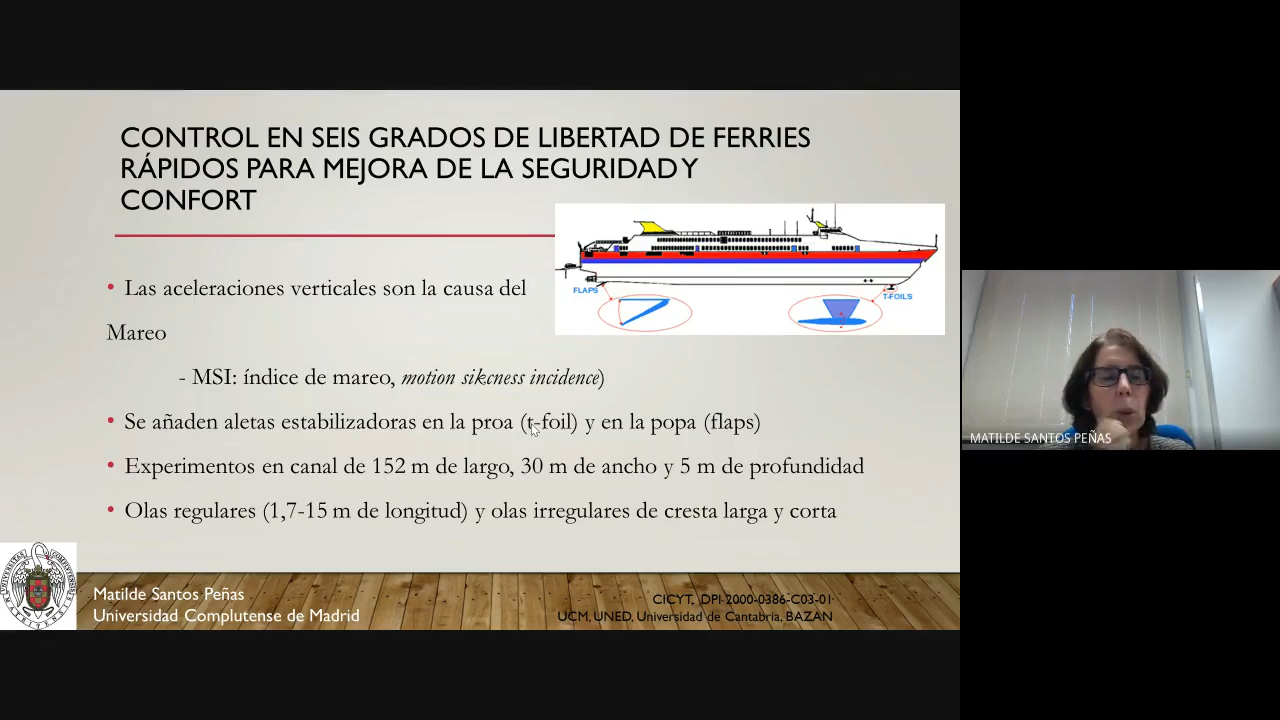 CONTROL EN SEIS GRADOS DE LIBERTAD DE FERRIES
RÁPIDOS PARA MEJORA DE LA SEGURIDAD Y
CONFORT
FLAPS
T-FOILS
• Las aceleraciones verticales son la causa del
Mareo
- MSI: índice de mareo, motion sikcness incidence)
• Se añaden aletas estabilizadoras en la proa (t-foil) y en la popa (flaps)
• Experimentos en canal de 152 m de largo, 30 m de ancho y 5 m de profundidad
• Olas regulares (1,7-15 m de longitud) y olas irregulares de cresta larga y corta
Matilde Santos Peñas
Universidad Complutense de Madrid
CICYT, DPI-2000-0386-C03-01
UCM, UNED, Universidad de Cantabria, BAZAN
MATILDE SANTOS PEÑAS